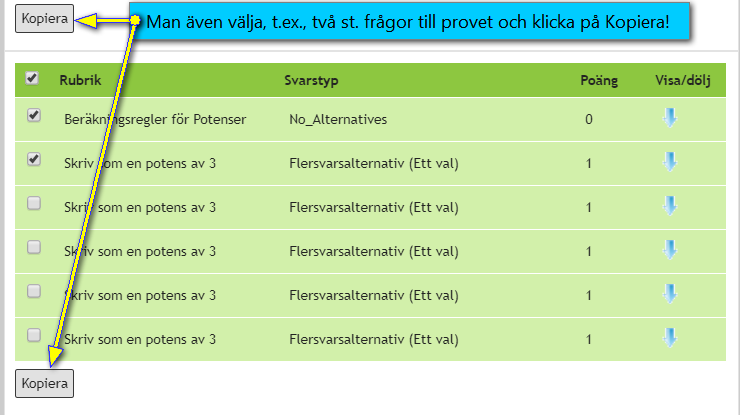 Kopiera
Man även välja, t.ex., två st. frågor till provet och klicka på Kopiera!
Rubrik Svarstyp Poäng Visa/dölj
Beräkningsregler för Potenser No_Alternatives 0
Skriv som en potens av 3 Flersvarsalternativ (Ett val) 1
Skriv som en potens av 3 Flersvarsalternativ (Ett val) 1
Skriv som en potens av 3 Flersvarsalternativ (Ett val) 1
Skriv som en potens av 3 Flersvarsalternativ (Ett val) 1
Skriv som en potens av 3 Flersvarsalternativ (Ett val) 1
Kopiera